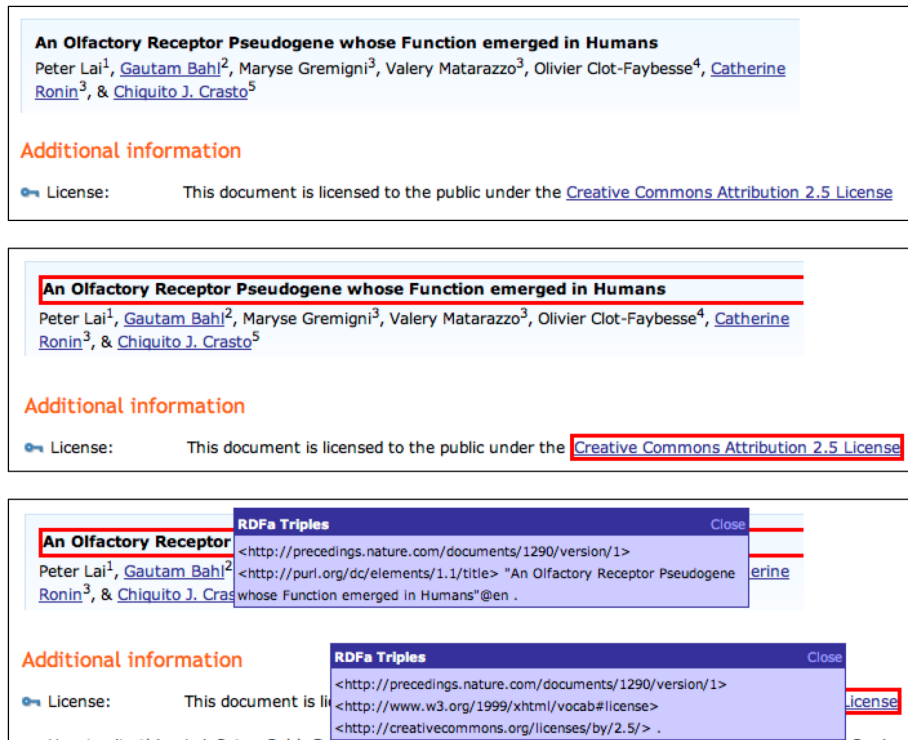 An Olfactory Receptor Pseudogene whose Function emerged in Humans
Peter Lai1, Gautam Bahl2, Maryse Gremigni3, Valery Matarazzo3, Olivier Clot-Faybesse4, Catherine
Ronin3, & Chiquito J. Crasto5
Additional information
License: This document is licensed to the public under the Creative Commons Attribution 2.5 License
An Olfactory Receptor Pseudogene whose Function emerged in Humans
Peter Lai1, Gautam Bahl2, Maryse Gremigni3, Valery Matarazzo3, Olivier Clot-Faybesse4, Catherine
Ronin3, & Chiquito J. Crasto5
Additional information
License: This document is licensed to the public under the Creative Commons Attribution 2.5 License
RDFa Triples Close
An Olfactory Receptor
<http://precedings.nature.com/documents/1290/version/1>
Peter Lai1, Gautam Bahl2 <http://purl.org/dc/elements/1.1/title> "An Olfactory Receptor Pseudogene erine
Ronin3, & Chiquito J. Cras whose Function emerged in Humans"@en .
Additional information
RDFa Triples Close
<http://precedings.nature.com/documents/1290/version/1>
License: This document is li <http://www.w3.org/1999/xhtml/vocab#license> License
<http://creativecommons.org/licenses/by/2.5/> .